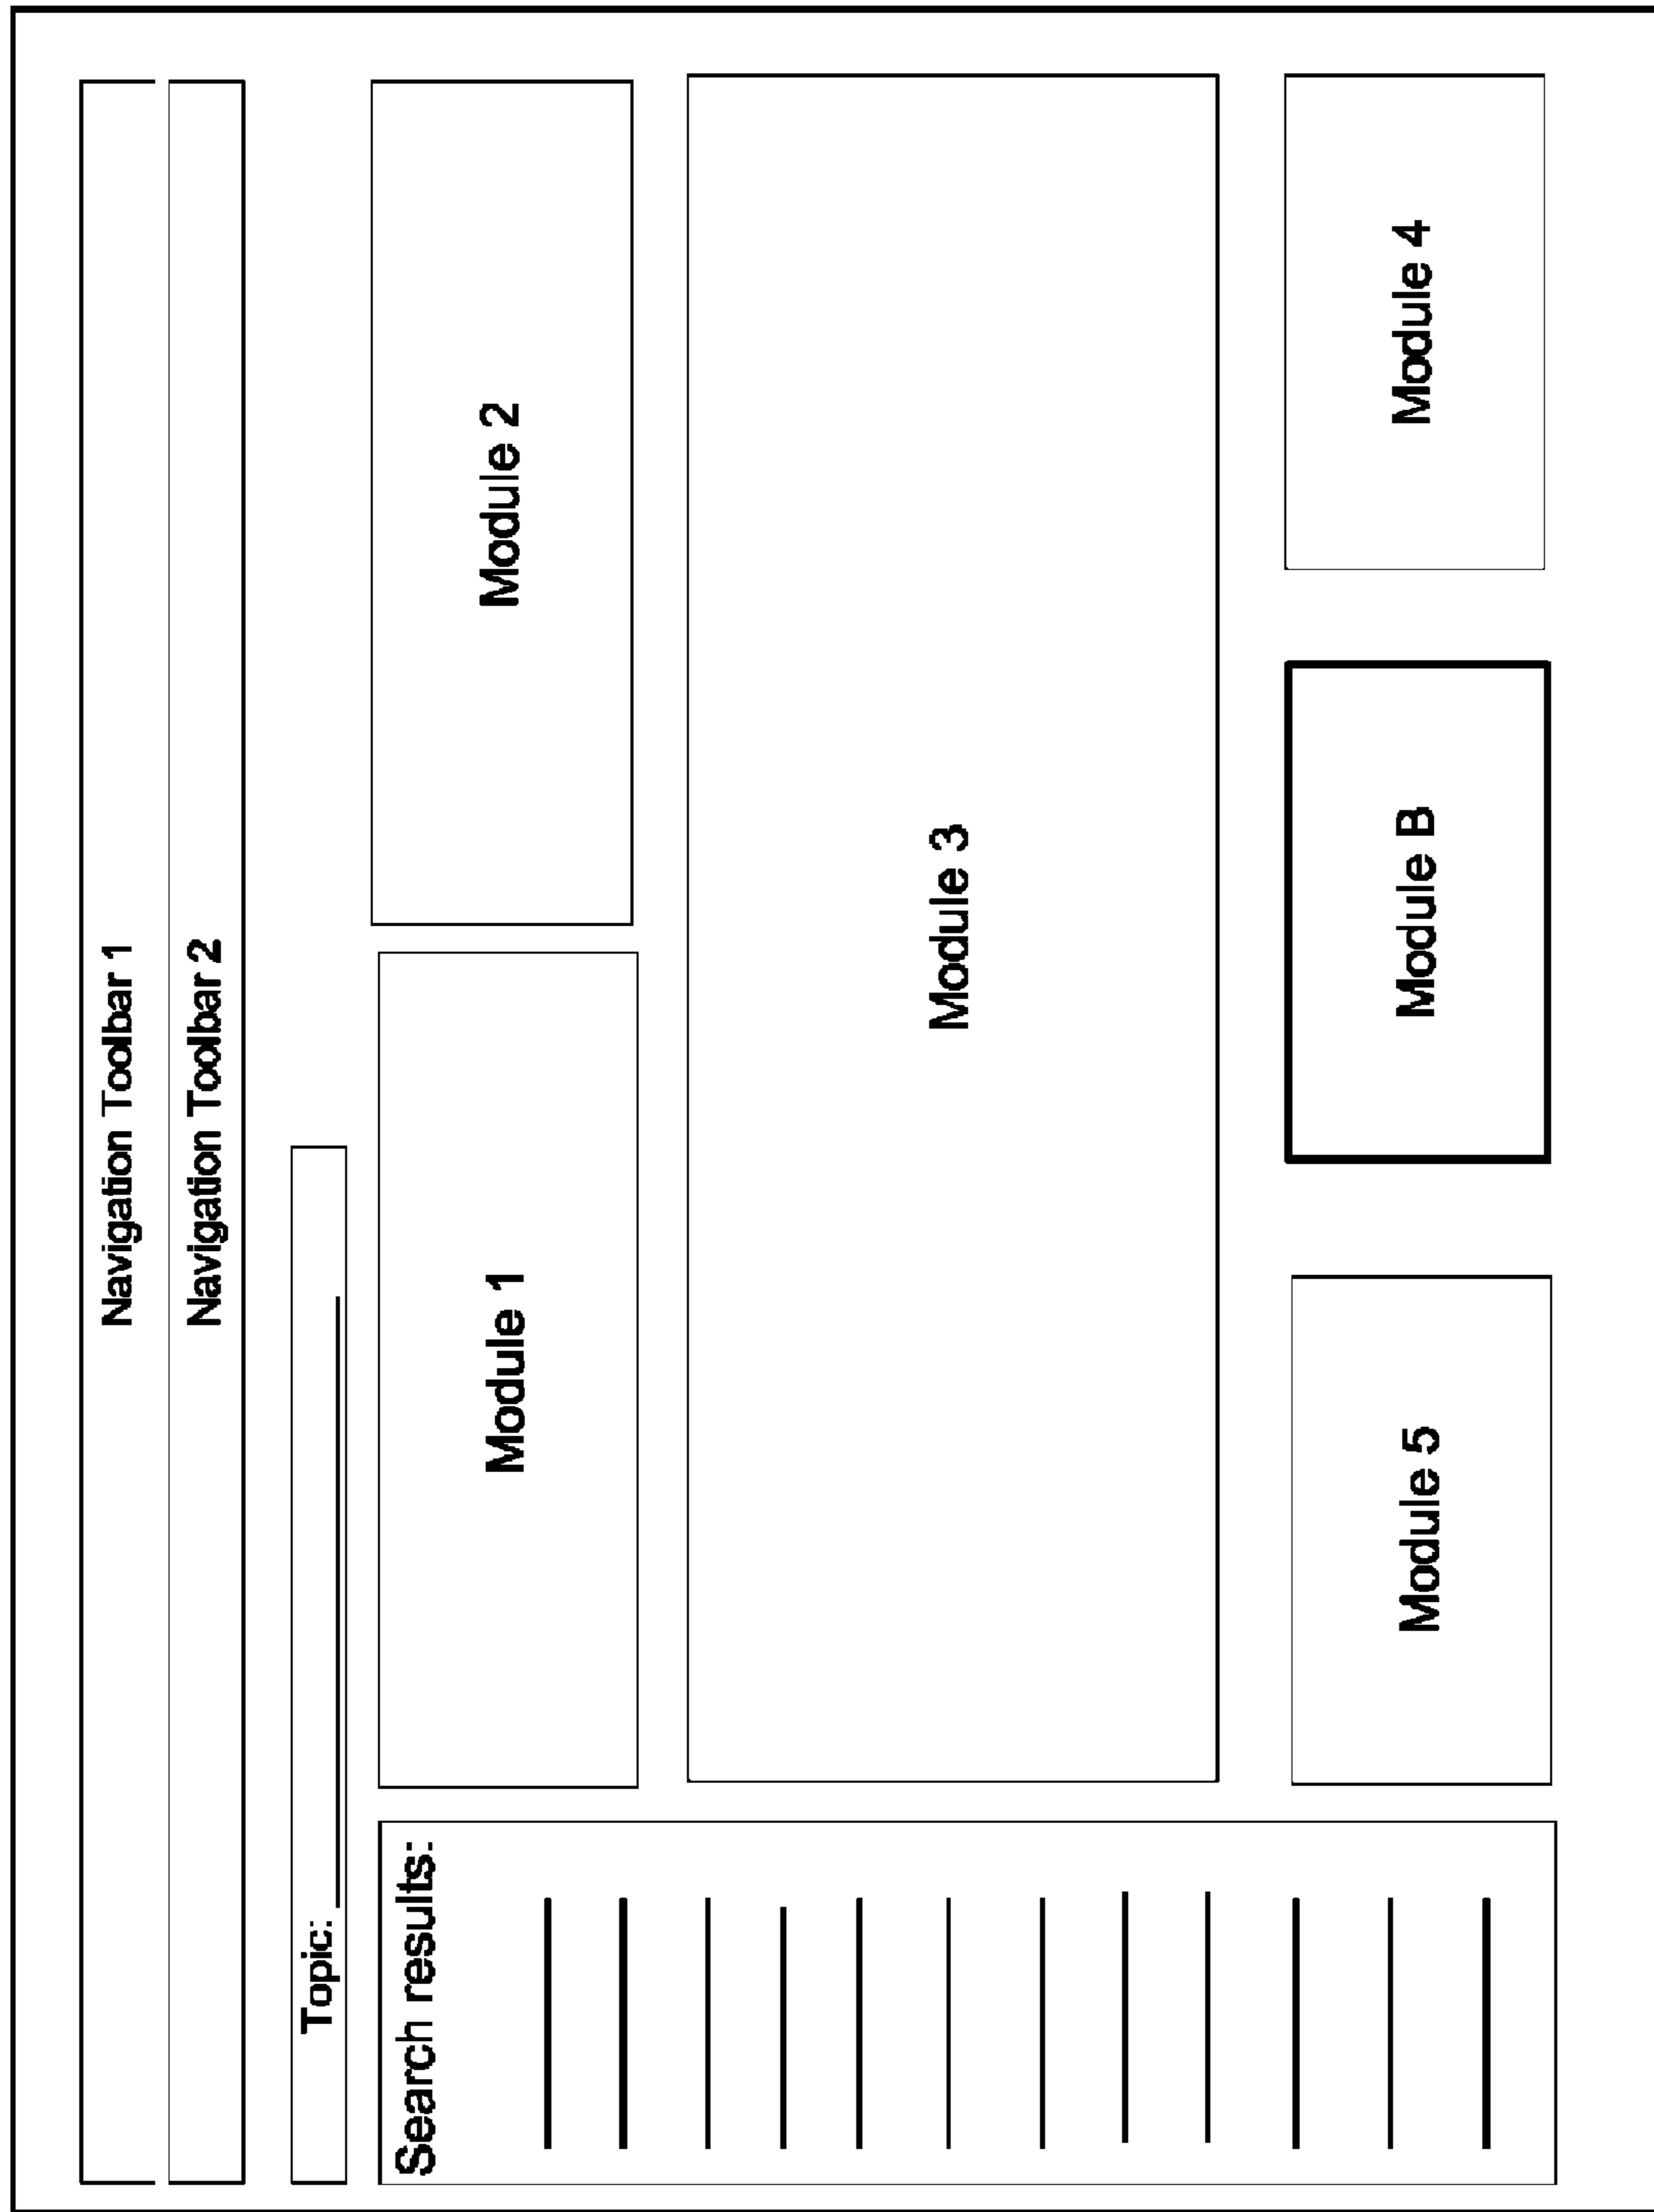 Navigation Toolbar 1
Navigation Toolbar 2
Topic:
Search results:
Module 1
Module 2
Module 3
Module 5
Module B
Module 4